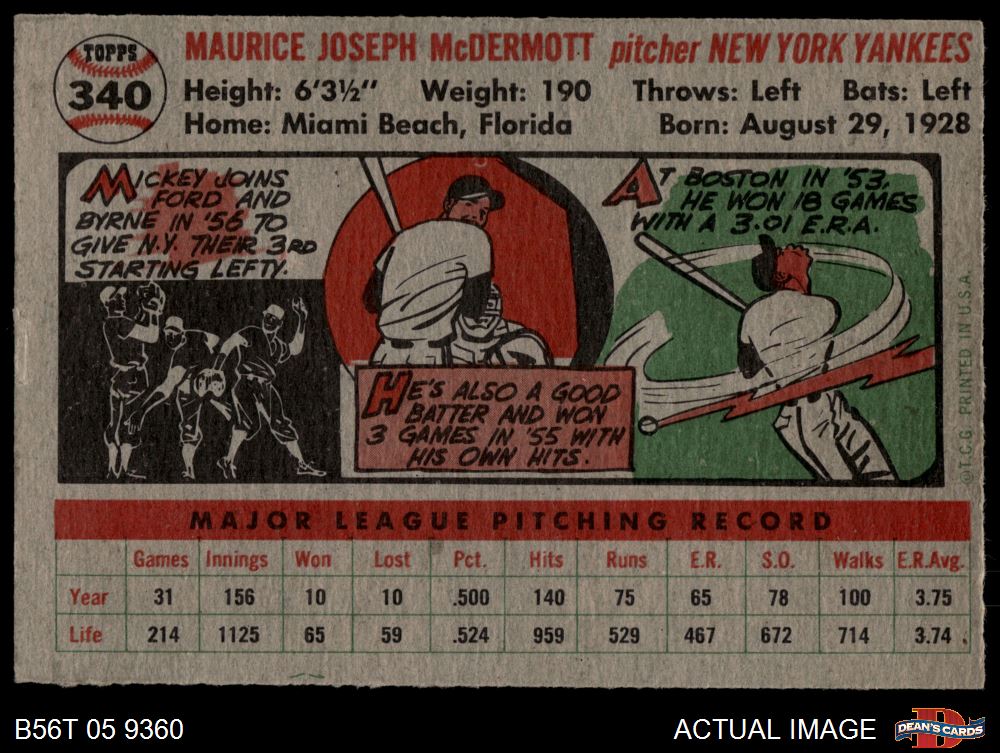 TOPPS
340
MAURICE JOSEPH McDERMOTT pitcher NEW YORK YANKEES
Height: 6'3½" Weight: 190 Throws: Left Bats: Left
Home: Miami Beach, Florida Born: August 29, 1928
MICKEY JOINS
FORD AND
BYRNE IN '56 TO
GIVE N.Y. THEIR 3RD
STARTING LEFTY.
HE'S ALSO A GOOD
BATTER AND WON
3 GAMES IN '55 WITH
HIS OWN HITS.
AT BOSTON IN '53,
HE WON 18 GAMES
WITH A 3.01 E.R.A.
©T.C.G. PRINTED IN U.S.A.
MAJOR LEAGUE PITCHING RECORD
Games Innings Won Lost Pct. Hits Runs E.R. S.O. Walks E.R.Avg.
Year 31 156 10 10 .500 140 75 65 78 100 3.75
Life 214 1125 65 59 .524 959 529 467 672 714 3.74
B56T 05 9360
ACTUAL IMAGE
D
DEAN'S CARDS